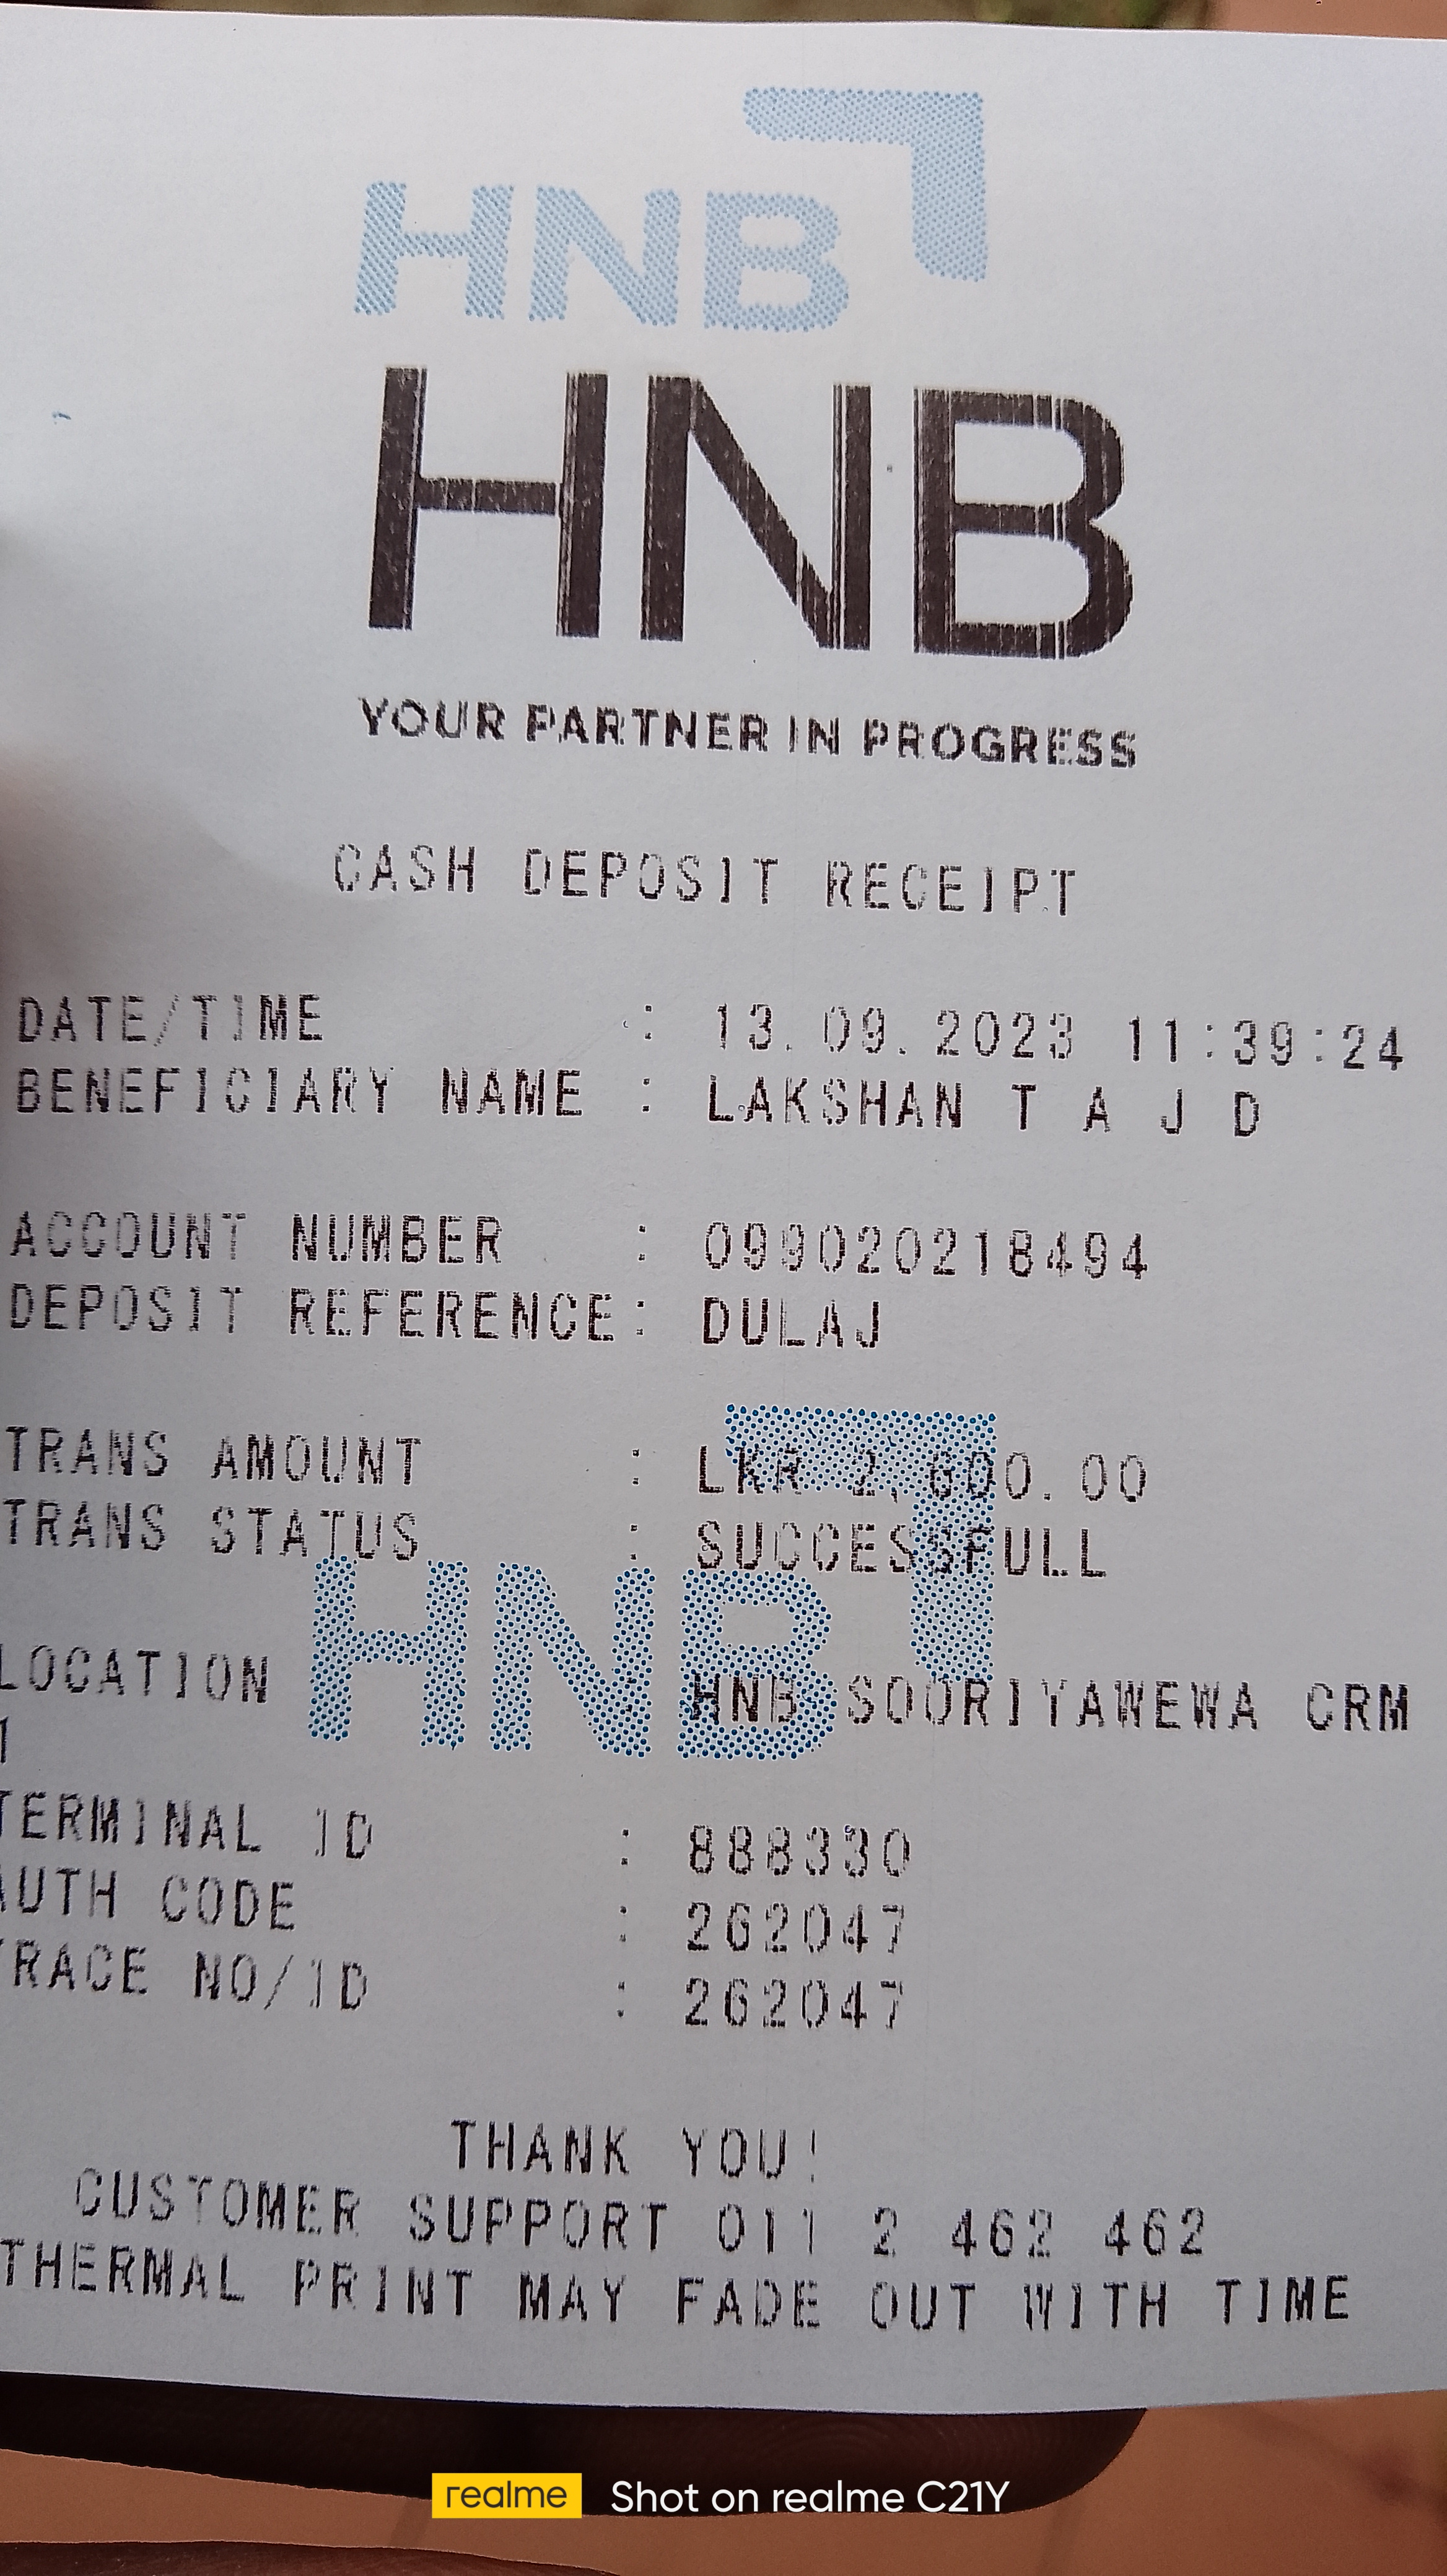 HNB
HNB
YOUR PARTNER IN PROGRESS
CASH DEPOSIT RECEIPT
DATE/TIME : 13.09.2023 11:39:24
BENEFICIARY NAME : LAKSHAN T A J D
ACCOUNT NUMBER : 099020218494
DEPOSIT REFERENCE: DULAJ
TRANS AMOUNT : LKR 2,600.00
TRANS STATUS : SUCCESSFULL
HNB
LOCATION : HNB SOORIYAWEWA CRM
1
TERMINAL ID : 888330
AUTH CODE : 262047
TRACE NO/ID : 262047
THANK YOU!
CUSTOMER SUPPORT 011 2 462 462
THERMAL PRINT MAY FADE OUT WITH TIME
realme Shot on realme C21Y